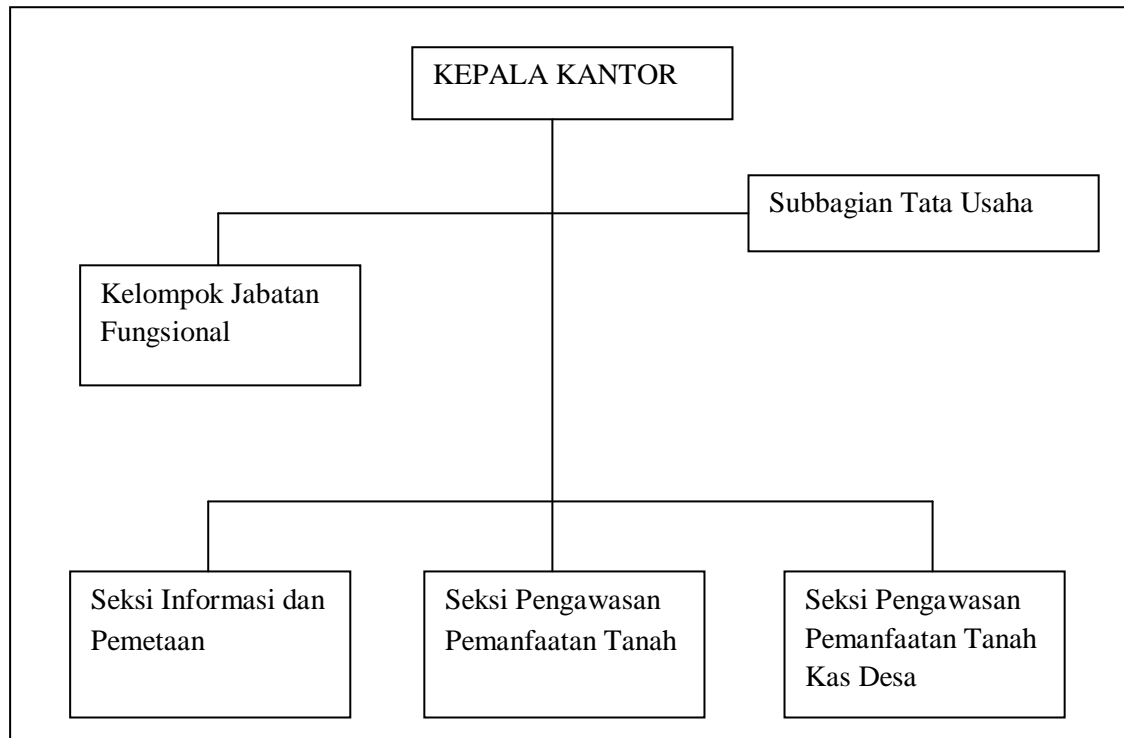 KEPALA KANTOR
Subbagian Tata Usaha
Kelompok Jabatan
Fungsional
Seksi Informasi dan
Pemetaan
Seksi Pengawasan
Pemanfaatan Tanah
Seksi Pengawasan
Pemanfaatan Tanah
Kas Desa